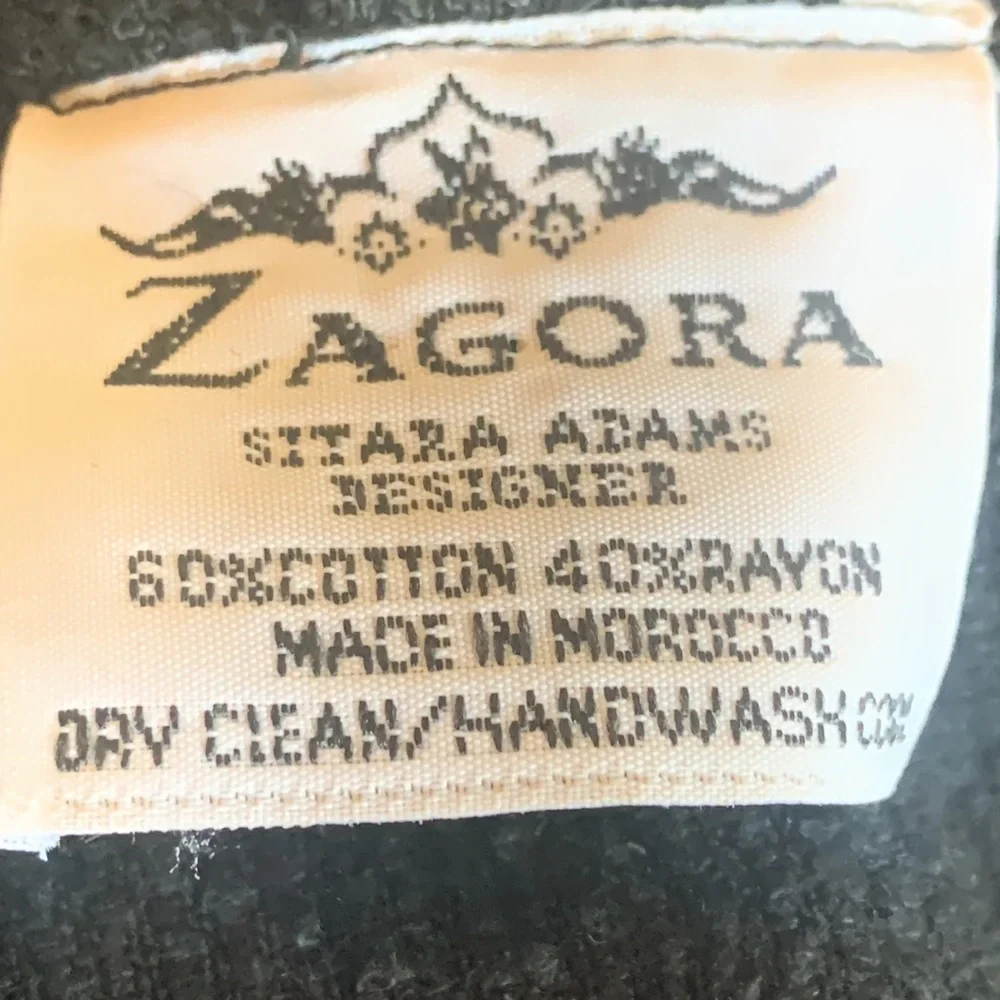 ZAGORA
SITARA ADAMS
DESIGNER
60%COTTON 40%RAYON
MADE IN MOROCCO
DRY CLEAN/HANDWASH